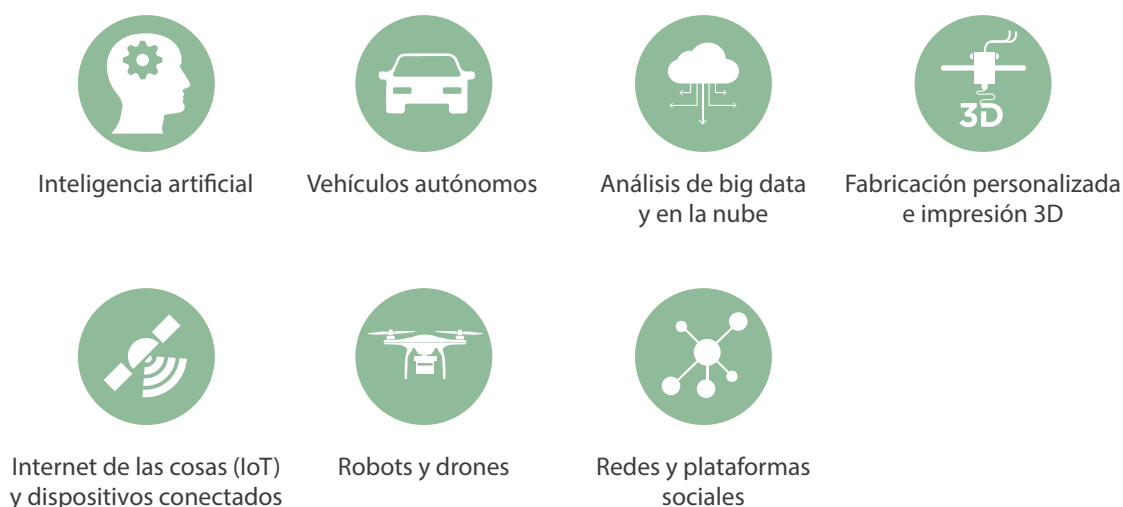 3D
Inteligencia artificial
Vehículos autónomos
Análisis de big data
y en la nube
Fabricación personalizada
e impresión 3D
Internet de las cosas (IoT)
y dispositivos conectados
Robots y drones
Redes y plataformas
sociales